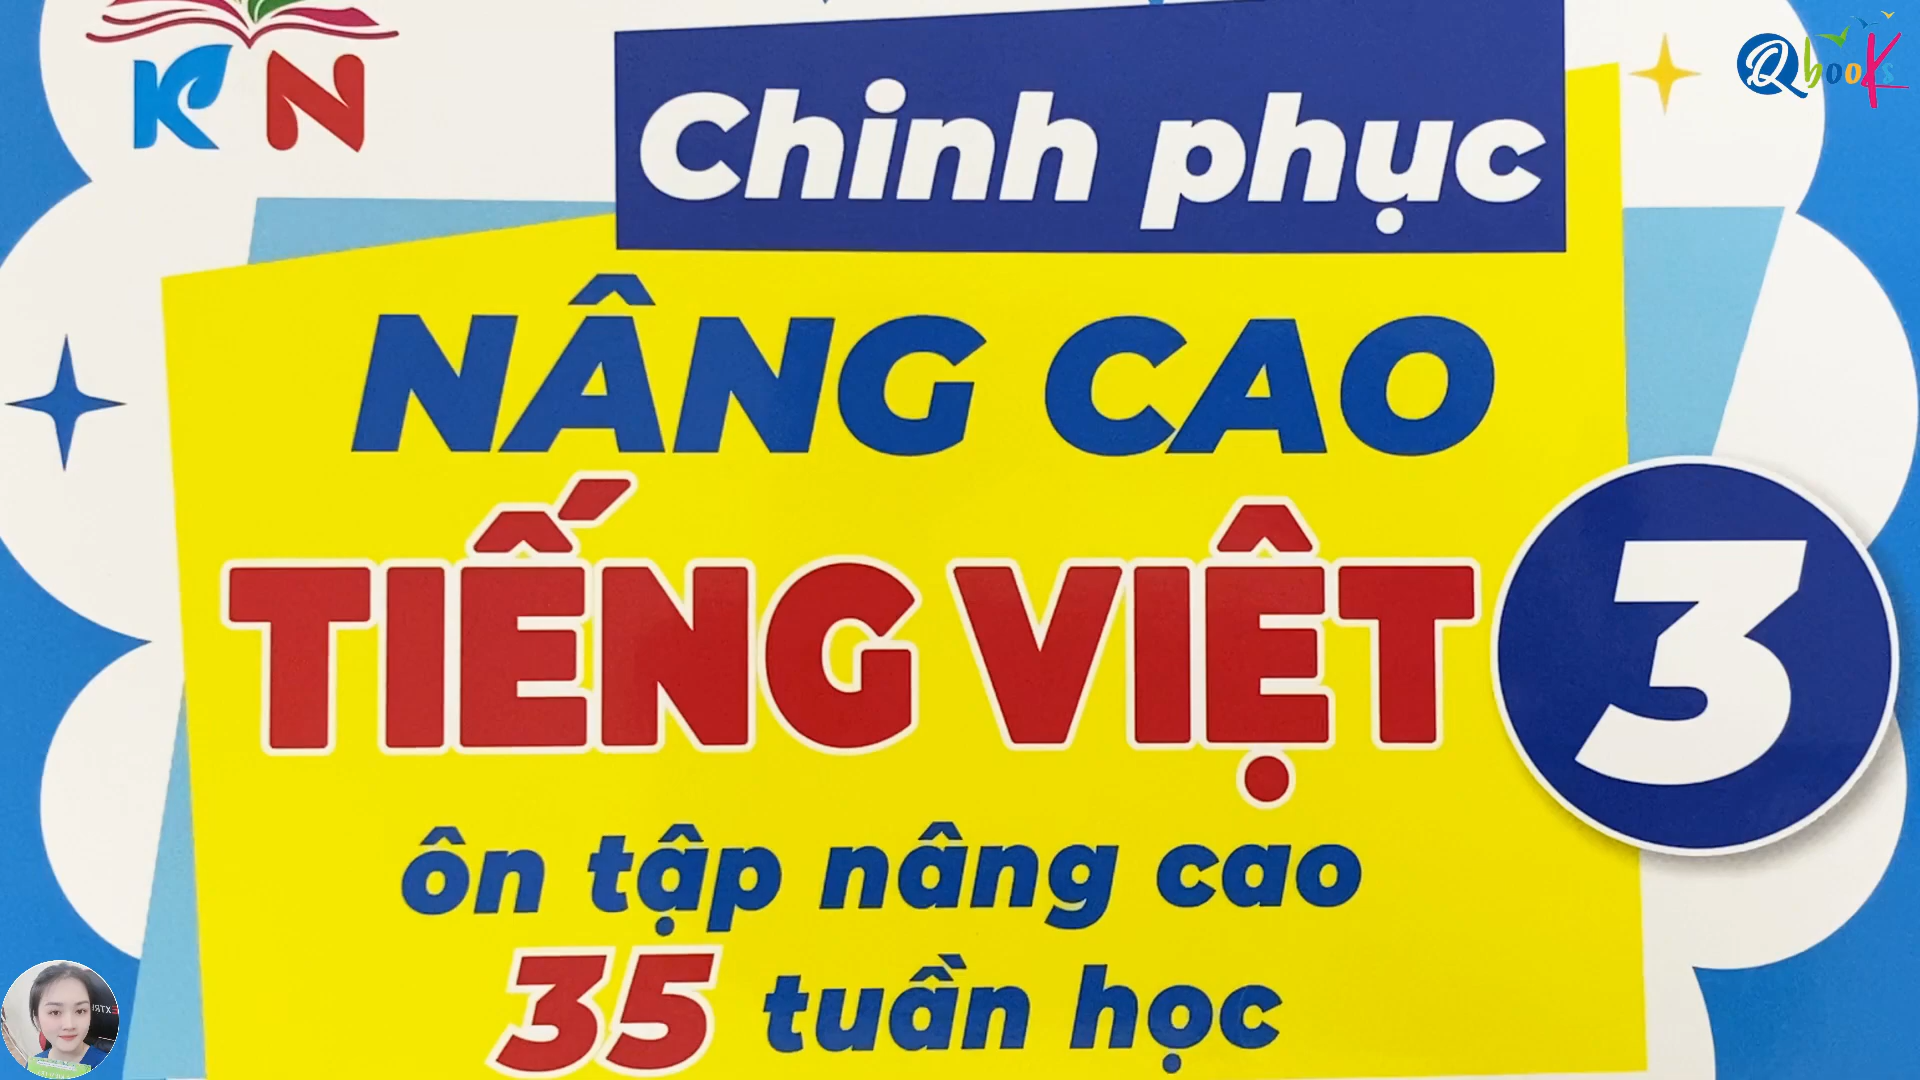 KN
Qbooks
Chinh phục
NÂNG CAO
TIẾNG VIỆT 3
ôn tập nâng cao
35 tuần học